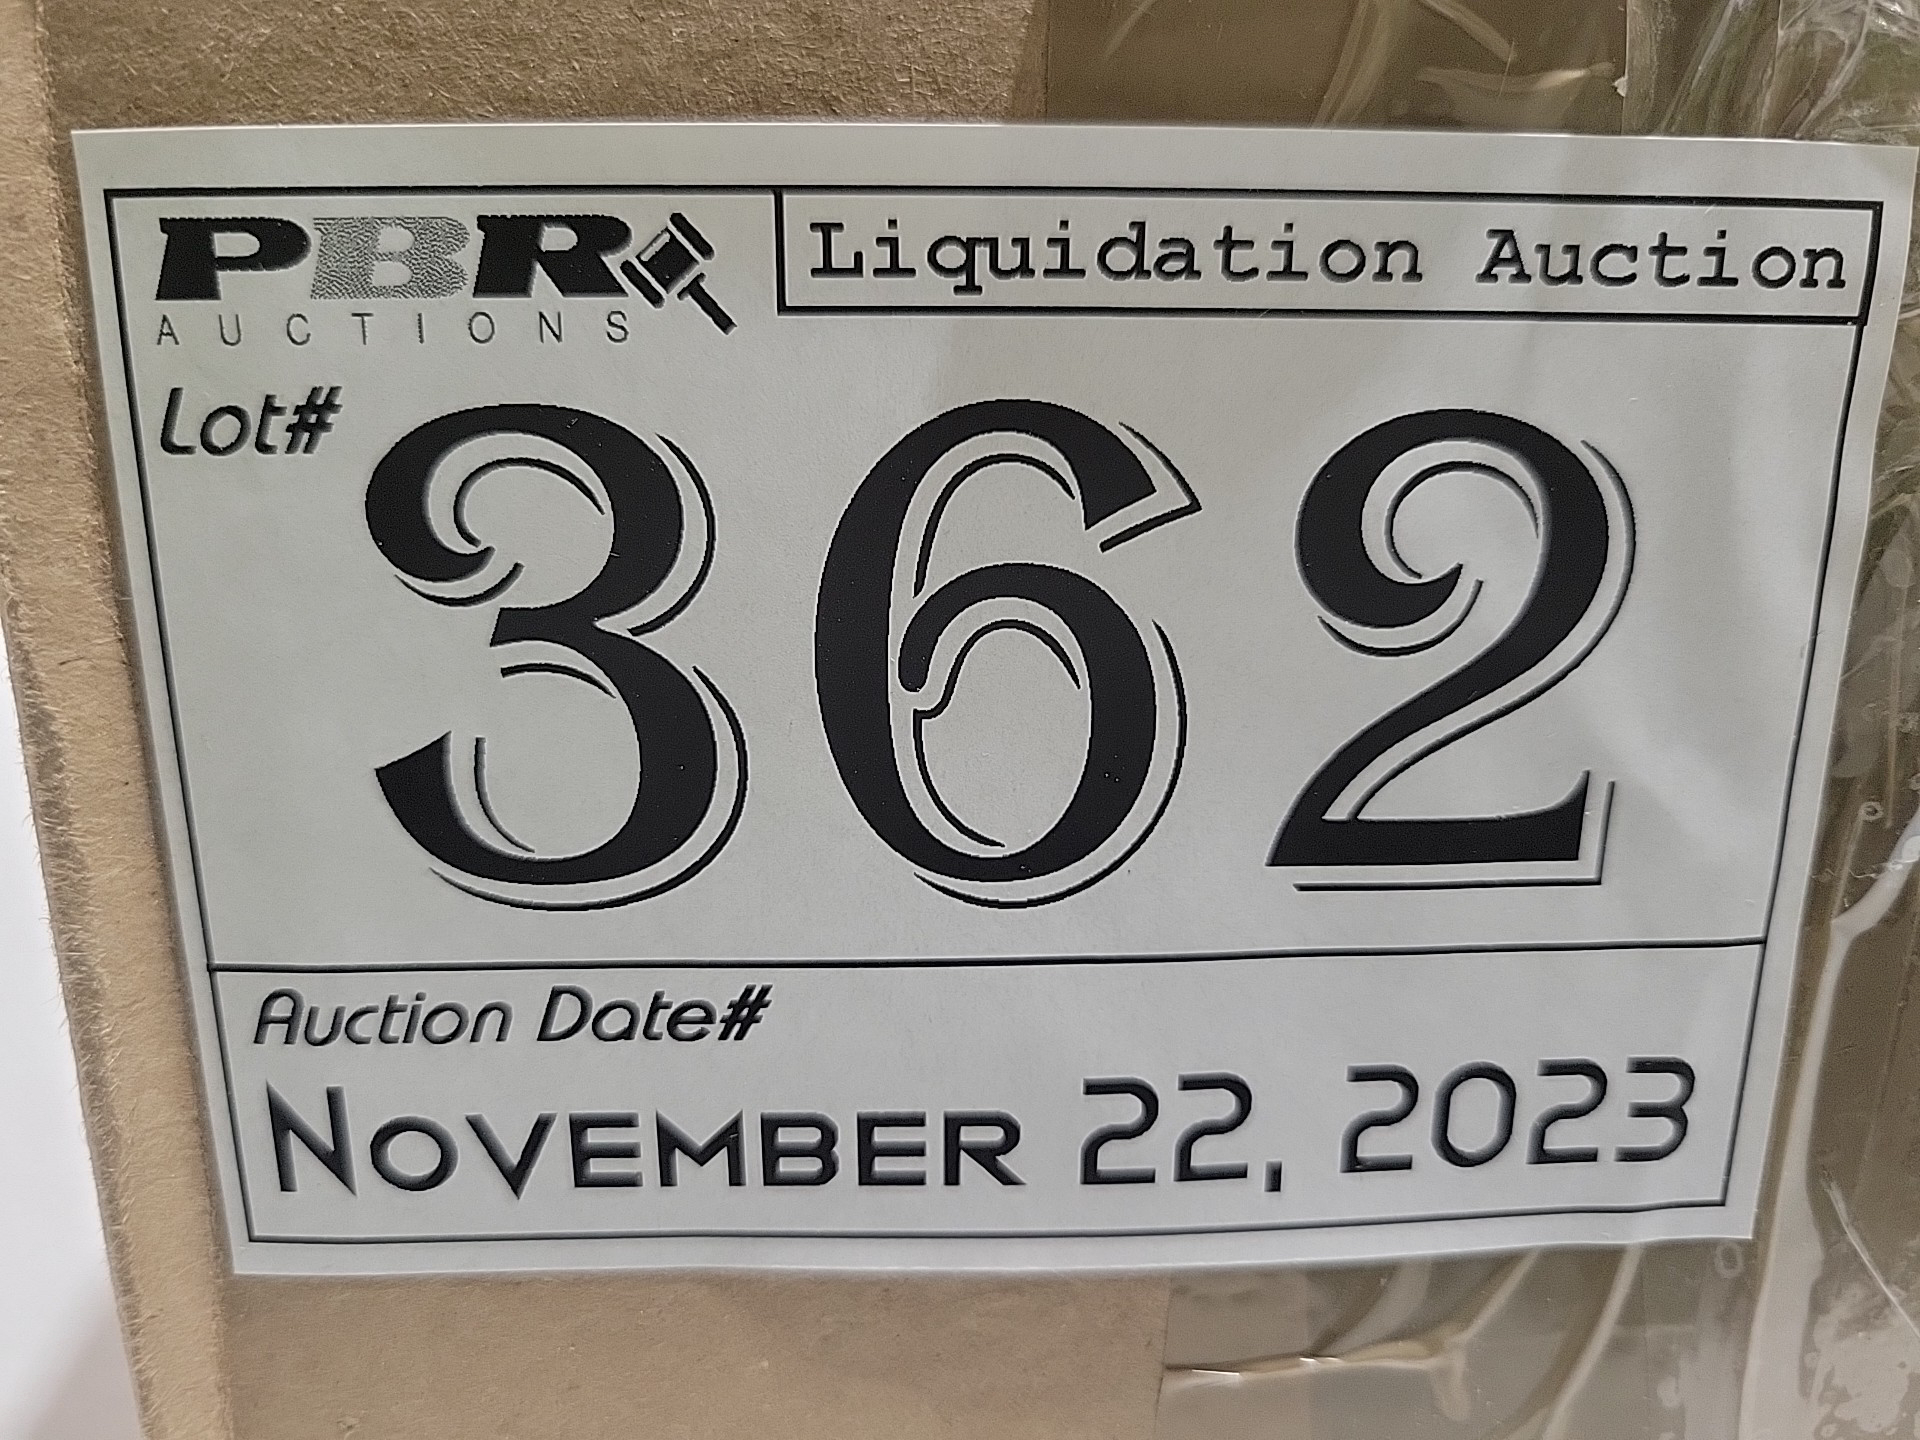 PBR
AUCTIONS
Liquidation Auction
Lot#
362
Auction Date#
NOVEMBER 22, 2023